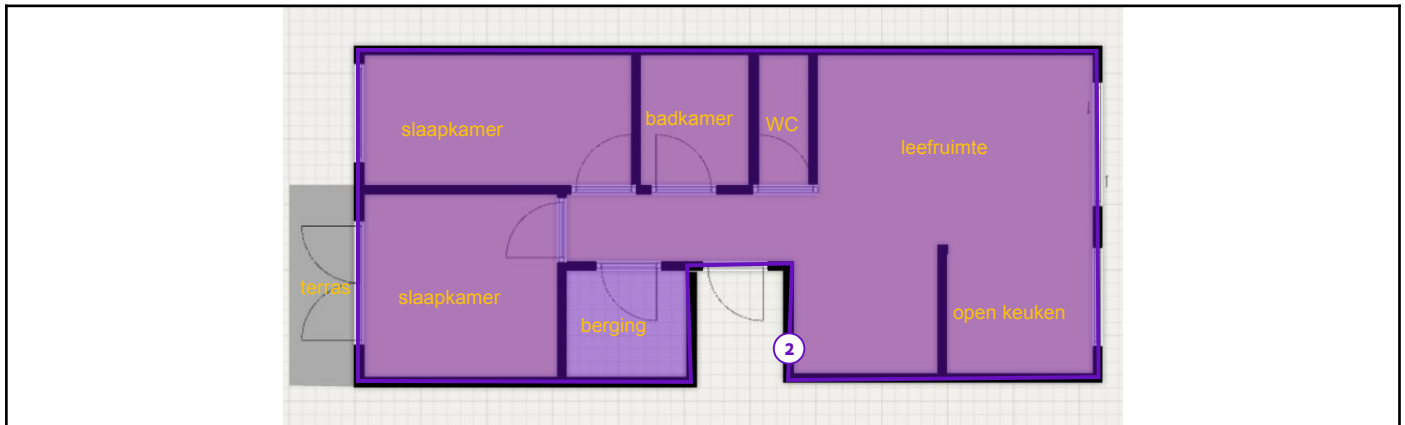 slaapkamer
badkamer
WC
leefruimte
terras
slaapkamer
berging
open keuken
2